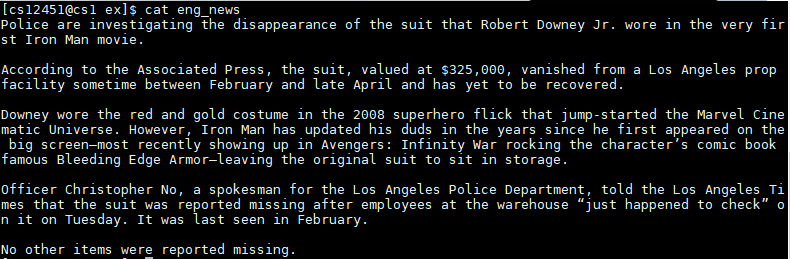 [cs12451@cs1 ex]$ cat eng_news
Police are investigating the disappearance of the suit that Robert Downey Jr. wore in the very fir
st Iron Man movie.
According to the Associated Press, the suit, valued at $325,000, vanished from a Los Angeles prop
facility sometime between February and late April and has yet to be recovered.
Downey wore the red and gold costume in the 2008 superhero flick that jump-started the Marvel Cine
matic Universe. However, Iron Man has updated his duds in the years since he first appeared on the
 big screen—most recently showing up in Avengers: Infinity War rocking the character’s comic book
famous Bleeding Edge Armor—leaving the original suit to sit in storage.
Officer Christopher No, a spokesman for the Los Angeles Police Department, told the Los Angeles Ti
mes that the suit was reported missing after employees at the warehouse “just happened to check” o
n it on Tuesday. It was last seen in February.
No other items were reported missing.